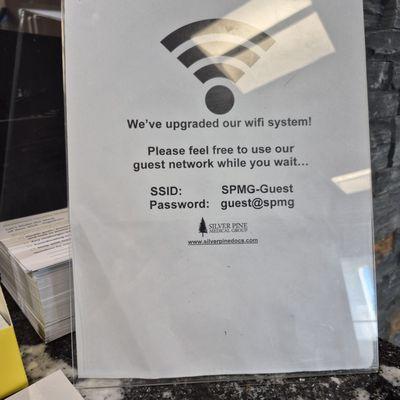 We've upgraded our wifi system!
Please feel free to use our
guest network while you wait...
SSID: SPMG-Guest
Password: guest@spmg
SILVER PINE
MEDICAL GROUP
www.silverpinedocs.com